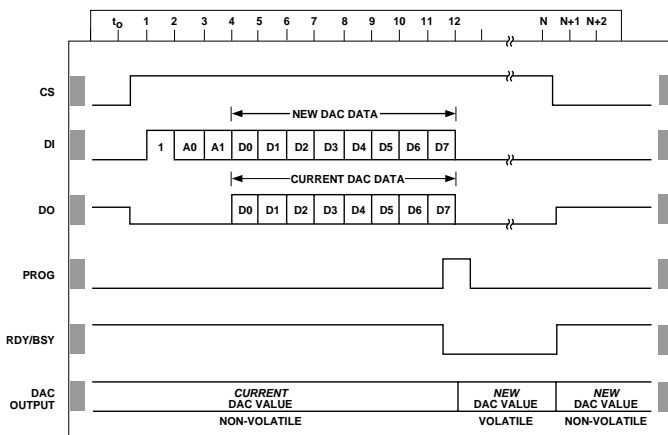 to 1 2 3 4 5 6 7 8 9 10 11 12 N N+1 N+2
CS
NEW DAC DATA
DI 1 A0 A1 D0 D1 D2 D3 D4 D5 D6 D7
CURRENT DAC DATA
DO D0 D1 D2 D3 D4 D5 D6 D7
PROG
RDY/BSY
DAC OUTPUT
CURRENT DAC VALUE NON-VOLATILE
NEW DAC VALUE VOLATILE
NEW DAC VALUE NON-VOLATILE